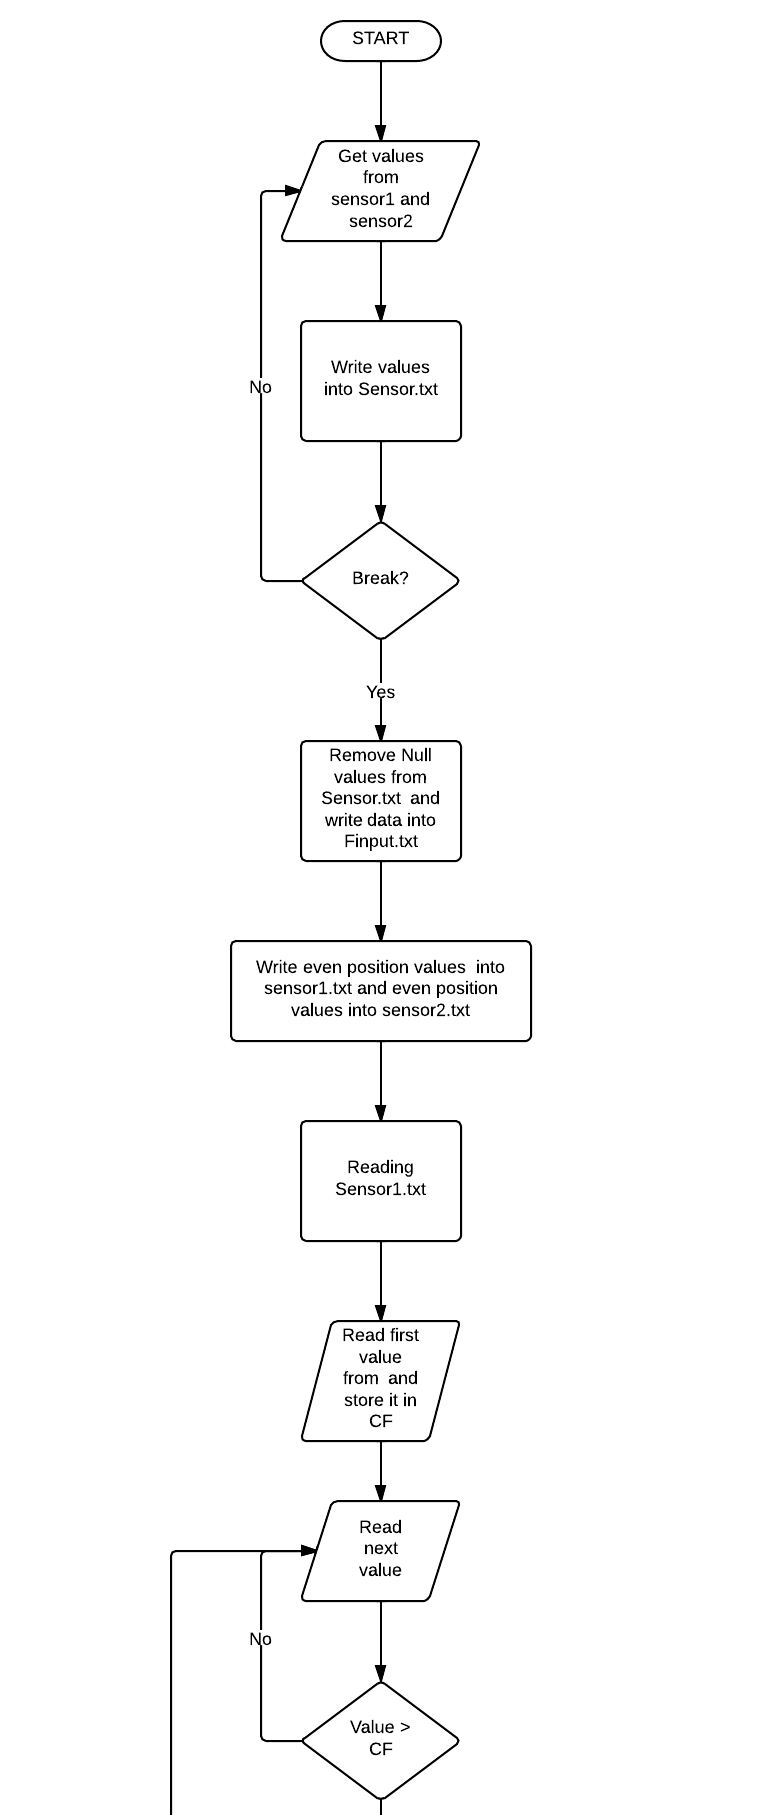 START
Get values
from
sensor1 and
sensor2
Write values
into Sensor.txt
No
Break?
Yes
Remove Null
values from
Sensor.txt  and
write data into
Finput.txt
Write even position values  into
sensor1.txt and even position
values into sensor2.txt
Reading
Sensor1.txt
Read first
value
from  and
store it in
CF
Read
next
value
No
Value >
CF